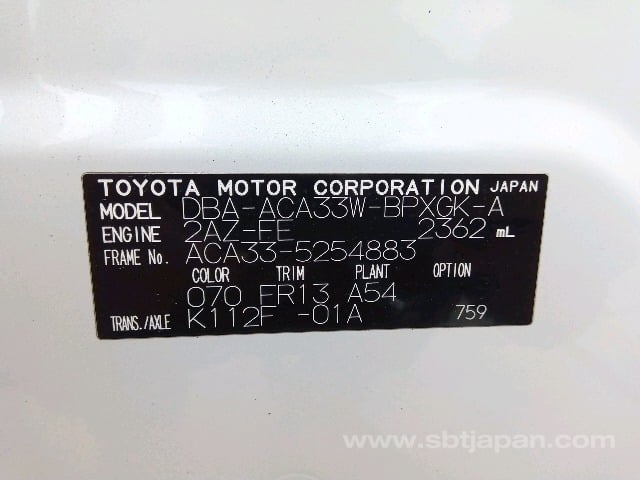 TOYOTA MOTOR CORPORATION JAPAN
MODEL DBA-ACA33W-BPXGK-A
ENGINE 2AZ-FE 2362 mL
FRAME No. ACA33-5254883
COLOR TRIM PLANT OPTION
070 FR13 A54
TRANS./AXLE K112F -01A 759
www.sbtjapan.com